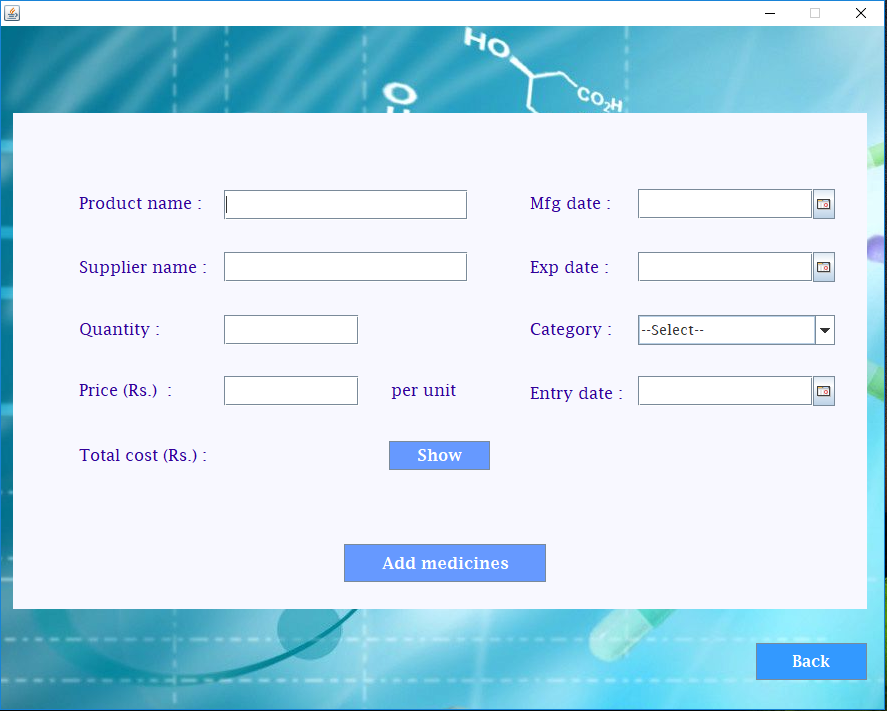 HO
CO2H
O
H
Product name :
Mfg date :
Supplier name :
Exp date :
Quantity :
Category :
--Select--
Price (Rs.)  :
per unit
Entry date :
Total cost (Rs.) :
Show
Add medicines
Back